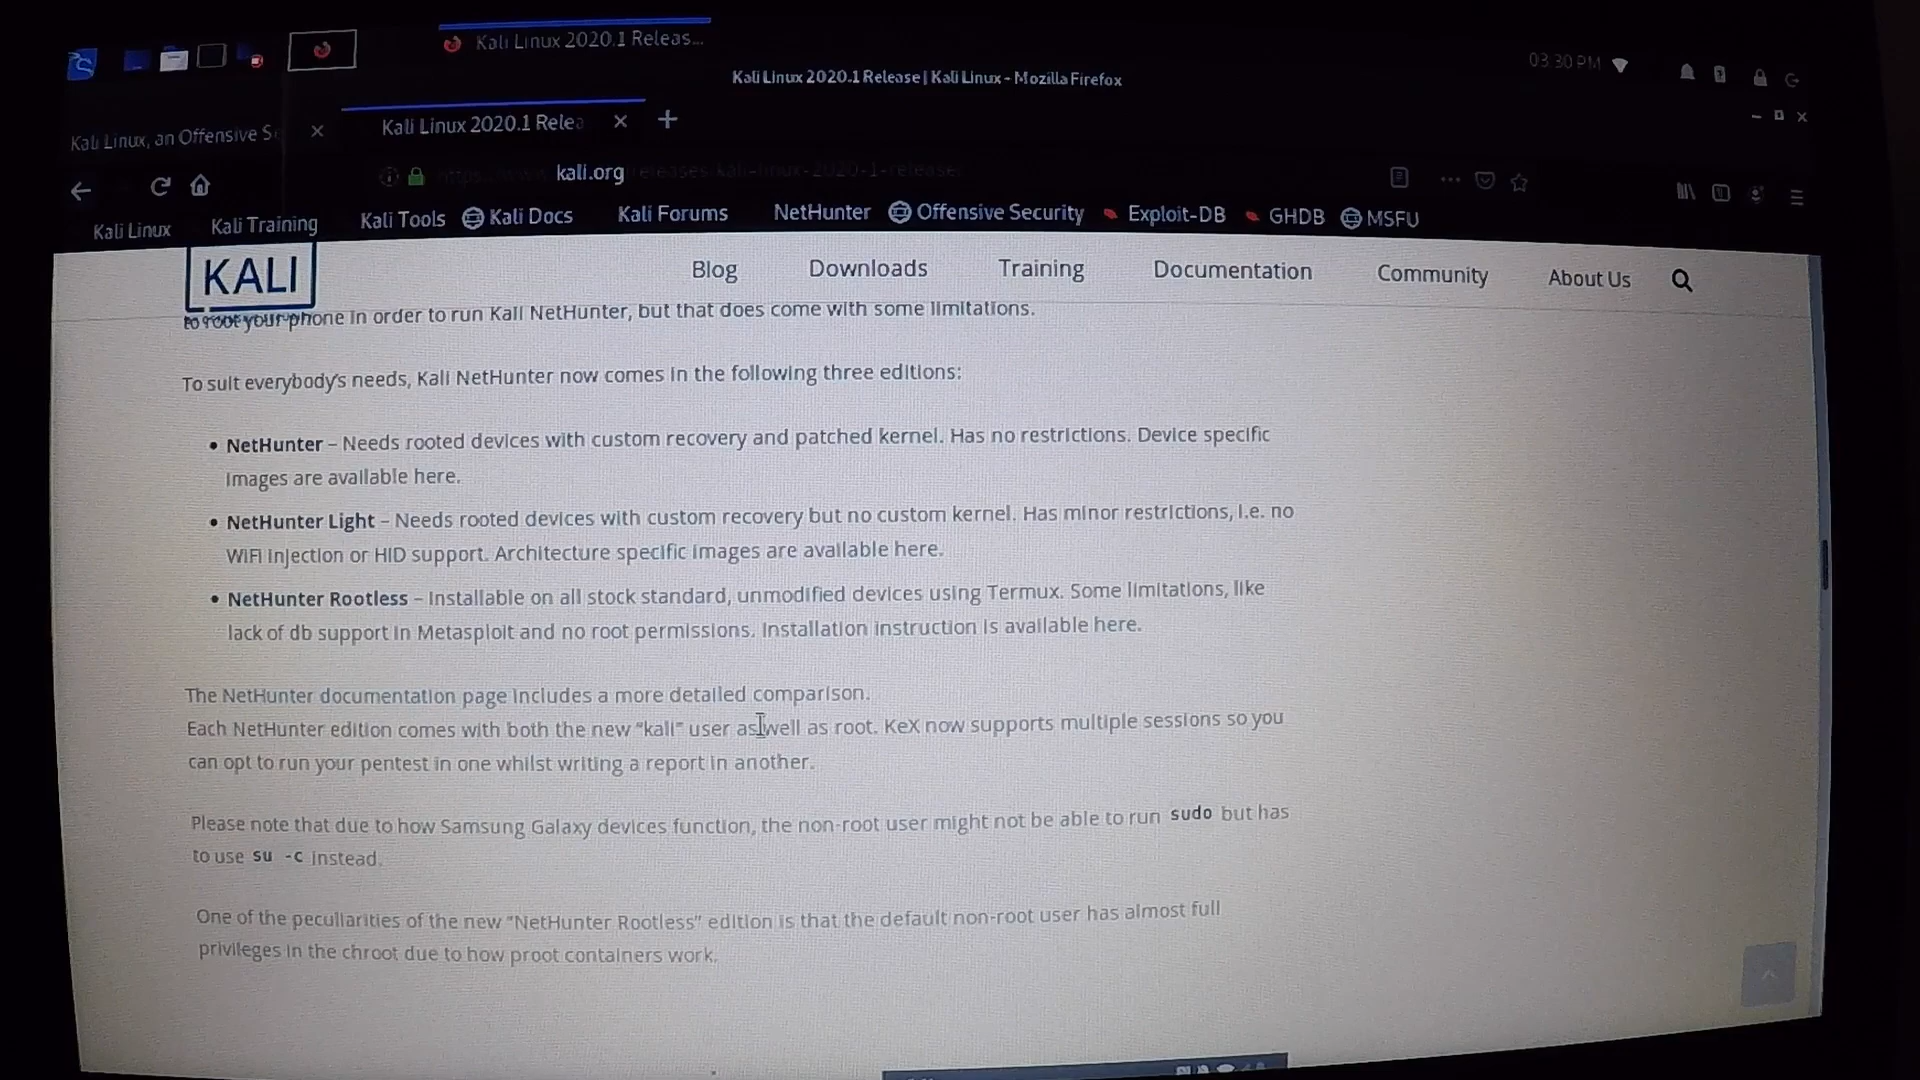 Kali Linux 2020.1 Releas...
Kali Linux 2020.1 Release | Kali Linux - Mozilla Firefox
03:30 PM
Kali Linux, an Offensive Se
Kali Linux 2020.1 Relea
kali.org
Kali Linux Kali Training Kali Tools Kali Docs Kali Forums NetHunter Offensive Security Exploit-DB GHDB MSFU
KALI Blog Downloads Training Documentation Community About Us
to root your phone in order to run Kali NetHunter, but that does come with some limitations.
To suit everybody's needs, Kali NetHunter now comes in the following three editions:
• NetHunter – Needs rooted devices with custom recovery and patched kernel. Has no restrictions. Device specific
images are available here.
• NetHunter Light – Needs rooted devices with custom recovery but no custom kernel. Has minor restrictions, i.e. no
WiFi injection or HID support. Architecture specific images are available here.
• NetHunter Rootless – Installable on all stock standard, unmodified devices using Termux. Some limitations, like
lack of db support in Metasploit and no root permissions. Installation instruction is available here.
The NetHunter documentation page includes a more detailed comparison.
Each NetHunter edition comes with both the new "kali" user as well as root. KeX now supports multiple sessions so you
can opt to run your pentest in one whilst writing a report in another.
Please note that due to how Samsung Galaxy devices function, the non-root user might not be able to run sudo but has
to use su -c instead.
One of the peculiarities of the new "NetHunter Rootless" edition is that the default non-root user has almost full
privileges in the chroot due to how proot containers work.